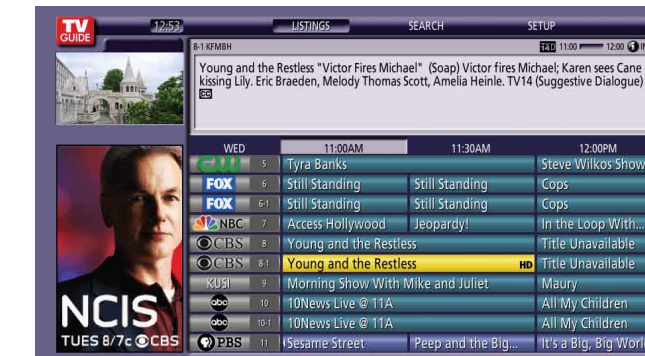 TV
GUIDE
12:53
LISTINGS SEARCH SETUP
8-1 KFMBH 14D 11:00 12:00 i IN
Young and the Restless "Victor Fires Michael" (Soap) Victor fires Michael; Karen sees Cane
kissing Lily. Eric Braeden, Melody Thomas Scott, Amelia Heinle. TV14 (Suggestive Dialogue)
CC
WED 11:00AM 11:30AM 12:00PM
CW 5 Tyra Banks Steve Wilkos Show
FOX 6 Still Standing Still Standing Cops
FOX 6-1 Still Standing Still Standing Cops
NBC 7 Access Hollywood Jeopardy! In the Loop With...
CBS 8 Young and the Restless Title Unavailable
CBS 8-1 Young and the Restless HD Title Unavailable
KUSI 9 Morning Show With Mike and Juliet Maury
abc 10 10News Live @ 11A All My Children
abc 10-1 10News Live @ 11A All My Children
PBS 11 Sesame Street Peep and the Big... It's a Big, Big Worl
NCIS
TUES 8/7c CBS